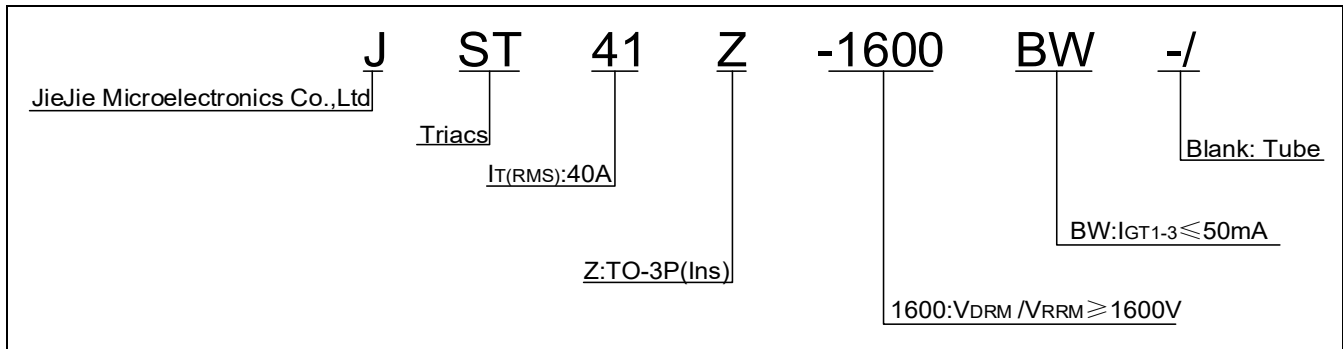 J ST 41 Z -1600 BW -/
JieJie Microelectronics Co.,Ltd
Triacs
Blank: Tube
IT(RMS):40A
BW:IGT1-3≤50mA
Z:TO-3P(Ins)
1600:VDRM /VRRM≥1600V